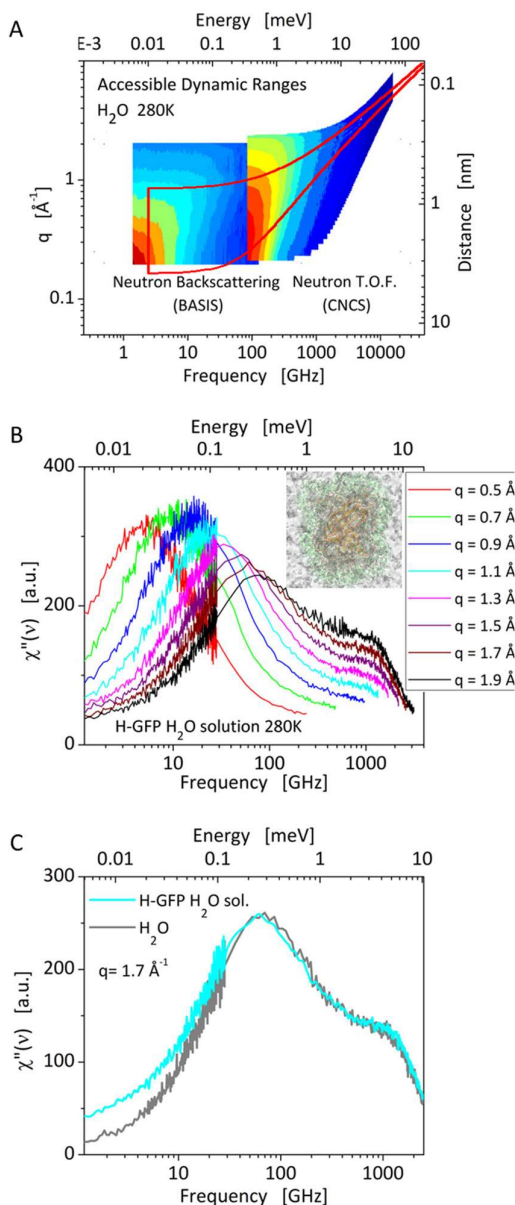 A
Energy [meV]
E-3 0.01 0.1 1 10 100
Accessible Dynamic Ranges
H2O 280K
q [Å-1]
1
0.1
0.1
1
10
Distance [nm]
Neutron Backscattering
(BASIS)
Neutron T.O.F.
(CNCS)
1 10 100 1000 10000
Frequency [GHz]
B
Energy [meV]
0.01 0.1 1 10
400
200
0
χ"(ν) [a.u.]
q = 0.5 Å
q = 0.7 Å
q = 0.9 Å
q = 1.1 Å
q = 1.3 Å
q = 1.5 Å
q = 1.7 Å
q = 1.9 Å
H-GFP H2O solution 280K
10 100 1000
Frequency [GHz]
C
Energy [meV]
0.01 0.1 1 10
300
200
100
0
χ"(ν) [a.u.]
H-GFP H2O sol.
H2O
q= 1.7 Å-1
10 100 1000
Frequency [GHz]